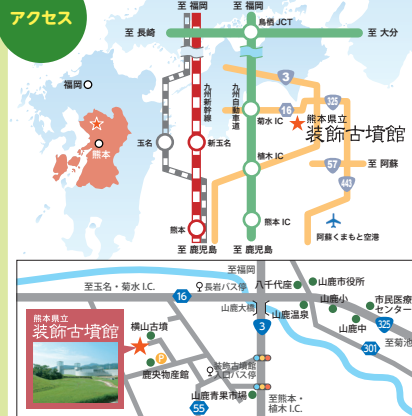 アクセス
至 福岡
至 福岡
鳥栖 JCT
至 長崎
至 大分
福岡
熊本
玉名
九州新幹線
新玉名
九州自動車道
3
325
16
菊水 IC
熊本県立
装飾古墳館
植木 IC
57
至 阿蘇
443
熊本
熊本 IC
阿蘇くまもと空港
至 鹿児島
至 鹿児島
至福岡
至玉名・菊水 I.C.
長岩バス停
八千代座
山鹿市役所
16
山鹿大橋
山鹿温泉
山鹿小
市民医療
センター
熊本県立
装飾古墳館
横山古墳
3
山鹿中
325
301
至菊池
P
鹿央物産館
装飾古墳館
入口バス停
山鹿青果市場
55
至熊本・
植木 I.C.